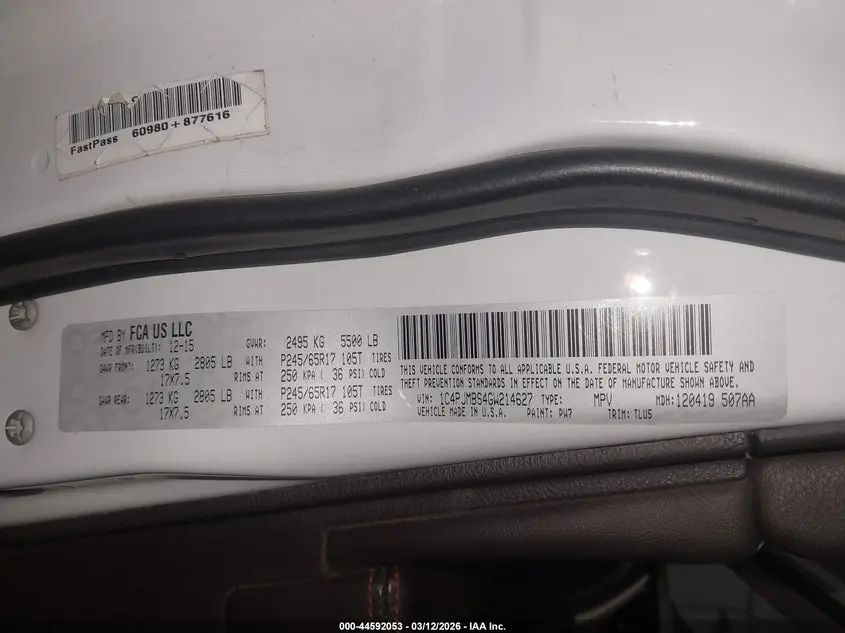 FastPass 60980+877616
MFD BY FCA US LLC
DATE OF MFR(BUILT): 12-15 GVWR: 2495 KG 5500 LB
GAWR FRONT: 1273 KG 2805 LB WITH P245/65R17 105T TIRES
17X7.5 RIMS AT 250 KPA ( 36 PSI) COLD
GAWR REAR: 1273 KG 2805 LB WITH P245/65R17 105T TIRES
17X7.5 RIMS AT 250 KPA ( 36 PSI) COLD
THIS VEHICLE CONFORMS TO ALL APPLICABLE U.S.A. FEDERAL MOTOR VEHICLE SAFETY AND
THEFT PREVENTION STANDARDS IN EFFECT ON THE DATE OF MANUFACTURE SHOWN ABOVE.
VIN: 1C4PJMBS4GW214627 TYPE: MPV MDH: 120419 507AA
VEHICLE MADE IN U.S.A. PAINT: PW7 TRIM: TLU5
000-44592053 - 03/12/2026 - IAA Inc.